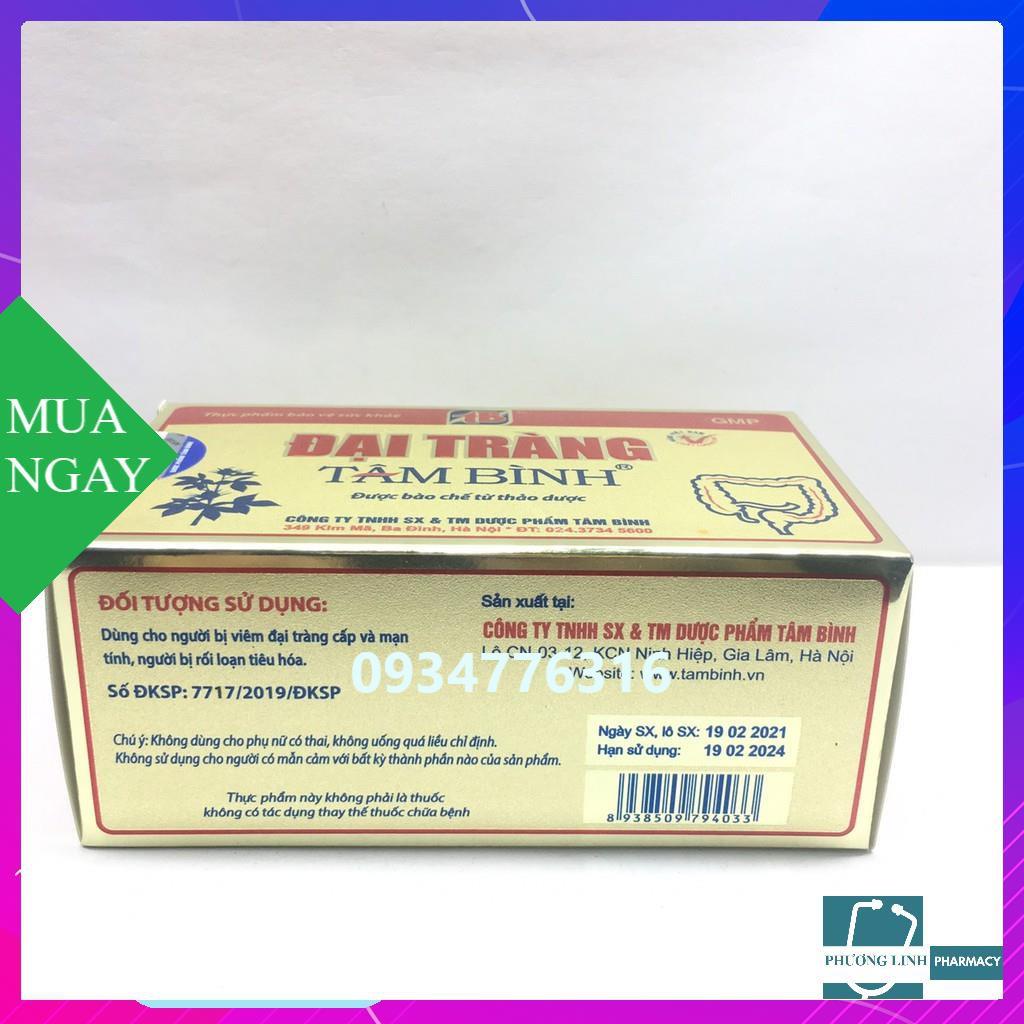 MUA
NGAY
Thực phẩm bảo vệ sức khỏe
TB
GMP
ĐẠI TRÀNG
TÂM BÌNH®
Được bào chế từ thảo dược
CÔNG TY TNHH SX & TM DƯỢC PHẨM TÂM BÌNH
349 Kim Mã, Ba Đình, Hà Nội * ĐT: 024.3734 5600
ĐỐI TƯỢNG SỬ DỤNG:
Dùng cho người bị viêm đại tràng cấp và mạn
tính, người bị rối loạn tiêu hóa.
Số ĐKSP: 7717/2019/ĐKSP
Chú ý: Không dùng cho phụ nữ có thai, không uống quá liều chỉ định.
Không sử dụng cho người có mẫn cảm với bất kỳ thành phần nào của sản phẩm.
Thực phẩm này không phải là thuốc
không có tác dụng thay thế thuốc chữa bệnh
Sản xuất tại:
CÔNG TY TNHH SX & TM DƯỢC PHẨM TÂM BÌNH
Lô CN 03-12, KCN Ninh Hiệp, Gia Lâm, Hà Nội
Website: www.tambinh.vn
0934776316
Ngày SX, lô SX: 19 02 2021
Hạn sử dụng: 19 02 2024
8 938509 794033
PHƯƠNG LINH PHARMACY